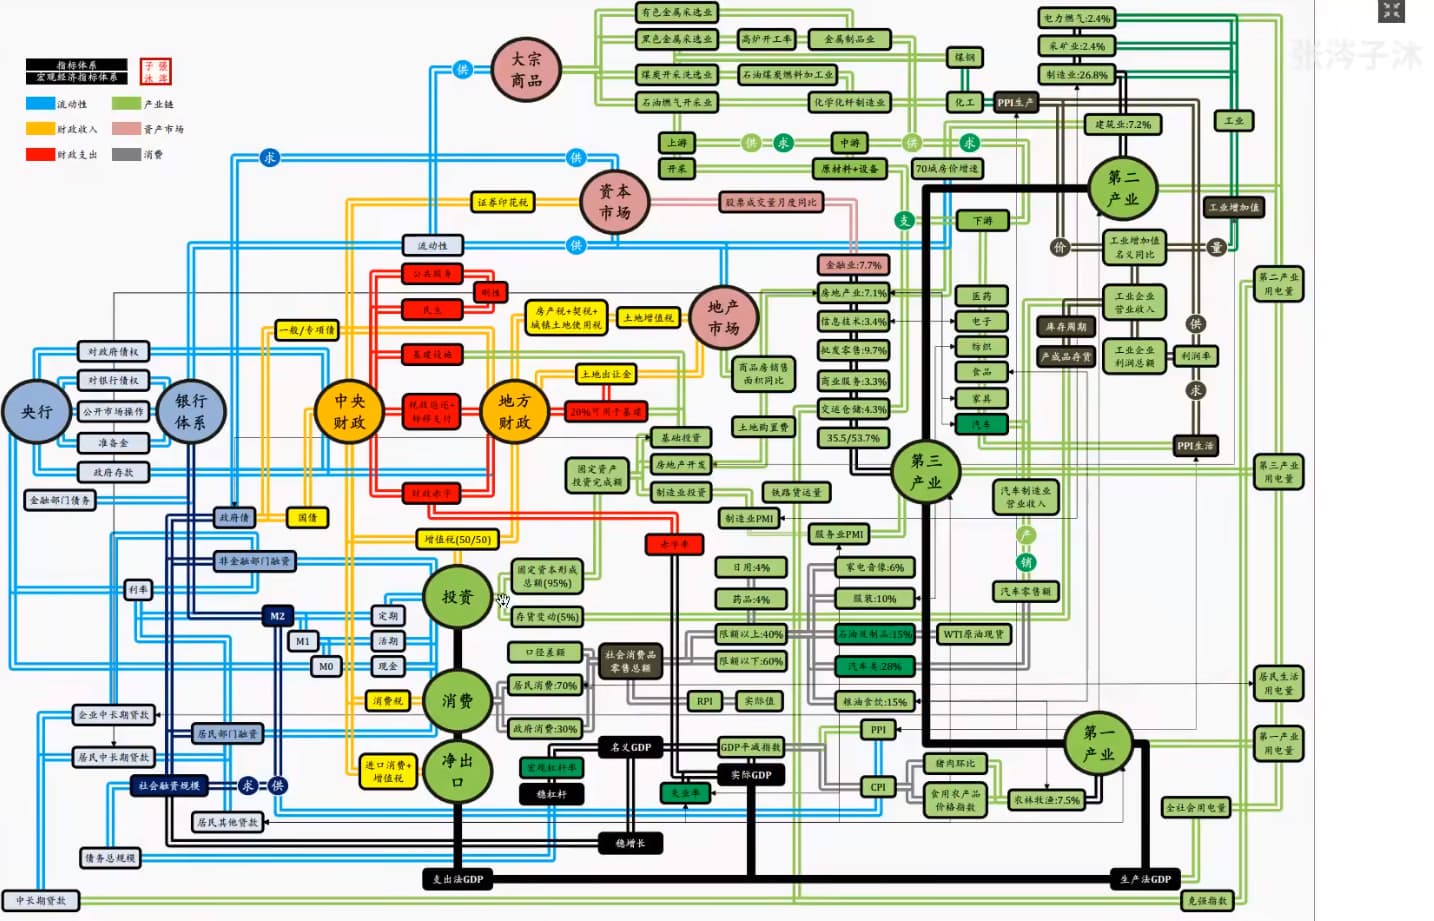 张涔子沐
指标体系
宏观经济指标体系
流动性
产业链
财政收入
资产市场
财政支出
消费
大宗
商品
供
有色金属采选业
黑色金属采选业
高炉开工率
金属制品业
煤炭开采洗选业
石油煤炭燃料加工业
石油燃气开采业
化学化纤制造业
煤钢
化工
PPI生产
电力燃气:2.4%
采矿业:2.4%
制造业:26.8%
建筑业:7.2%
工业
上游
供
求
中游
供
求
开采
原材料+设备
70城房价增速
求
供
资本
市场
证券印花税
股票成交量月度同比
支
下游
第二
产业
工业增加值
流动性
供
价
工业增加值
名义同比
量
公共服务
刚性
民生
金融业:7.7%
房地产业:7.1%
信息技术:3.4%
批发零售:9.7%
商业服务:3.3%
交运仓储:4.3%
35.5/53.7%
医药
电子
纺织
食品
家具
汽车
工业企业
营业收入
库存周期
产成品存货
工业企业
利润总额
利润率
供
求
PPI生活
第二产业
用电量
地产
市场
房产税+契税+
城镇土地使用税
土地增值税
一般/专项债
基建设施
土地出让金
20%可用于基建
税收返还+
转移支付
商品房销售
面积同比
土地购置费
对政府债权
对银行债权
公开市场操作
准备金
政府存款
央行
银行
体系
中央
财政
地方
财政
金融部门债务
政府债
国债
财政赤字
基础投资
房地产开发
制造业投资
固定资产
投资完成额
铁路货运量
制造业PMI
服务业PMI
第三
产业
汽车制造业
营业收入
第三产业
用电量
产
销
汽车零售额
增值税(50/50)
赤字率
非金融部门融资
利率
投资
固定资本形成
总额(95%)
存货变动(5%)
日用:4%
药品:4%
限额以上:40%
限额以下:60%
家电音像:6%
服装:10%
石油及制品:15%
WTI原油现货
汽车类:28%
粮油食饮:15%
M2
定期
M1
活期
M0
现金
口径差额
社会消费品
零售总额
居民消费:70%
政府消费:30%
RPI
实际值
消费税
消费
居民生活
用电量
企业中长期贷款
居民部门融资
居民中长期贷款
社会融资规模
求
供
进口消费+
增值税
净出
口
名义GDP
GDP平减指数
宏观杠杆率
实际GDP
稳杠杆
失业率
PPI
CPI
猪肉环比
食用农产品
价格指数
农林牧渔:7.5%
第一
产业
第一产业
用电量
全社会用电量
居民其他贷款
稳增长
债务总规模
支出法GDP
生产法GDP
中长期贷款
克强指数